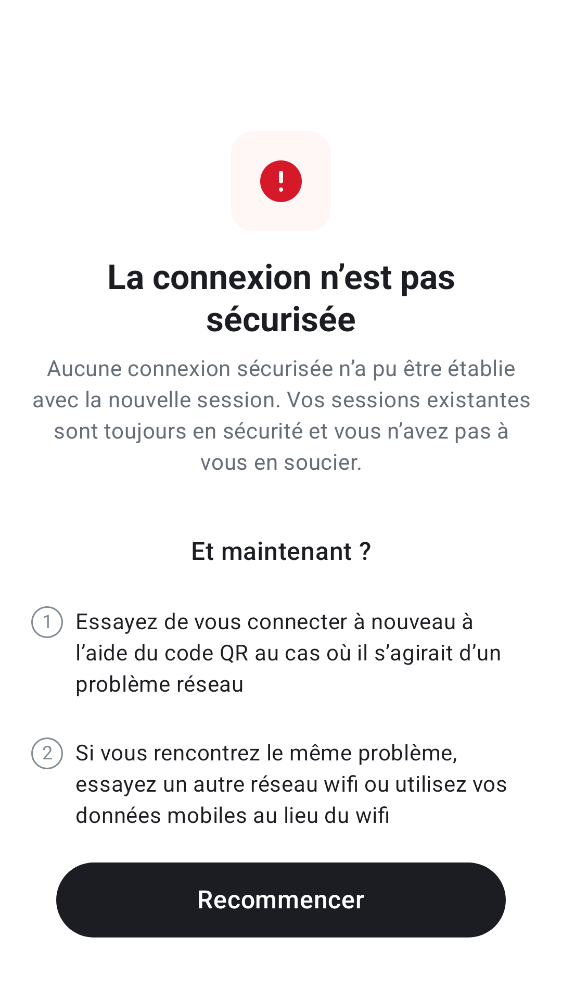 La connexion n’est pas
sécurisée
Aucune connexion sécurisée n’a pu être établie
avec la nouvelle session. Vos sessions existantes
sont toujours en sécurité et vous n’avez pas à
vous en soucier.
Et maintenant ?
1 Essayez de vous connecter à nouveau à
l’aide du code QR au cas où il s’agirait d’un
problème réseau
2 Si vous rencontrez le même problème,
essayez un autre réseau wifi ou utilisez vos
données mobiles au lieu du wifi
Recommencer